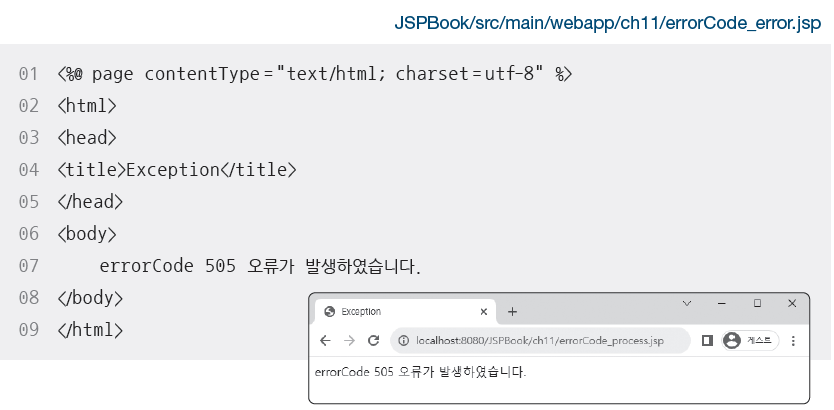 JSPBook/src/main/webapp/ch11/errorCode_error.jsp
01 <%@ page contentType="text/html; charset=utf-8" %>
02 <html>
03 <head>
04 <title>Exception</title>
05 </head>
06 <body>
07 errorCode 505 오류가 발생하였습니다.
08 </body>
09 </html>
Exception
localhost:8080/JSPBook/ch11/errorCode_process.jsp
게스트
errorCode 505 오류가 발생하였습니다.